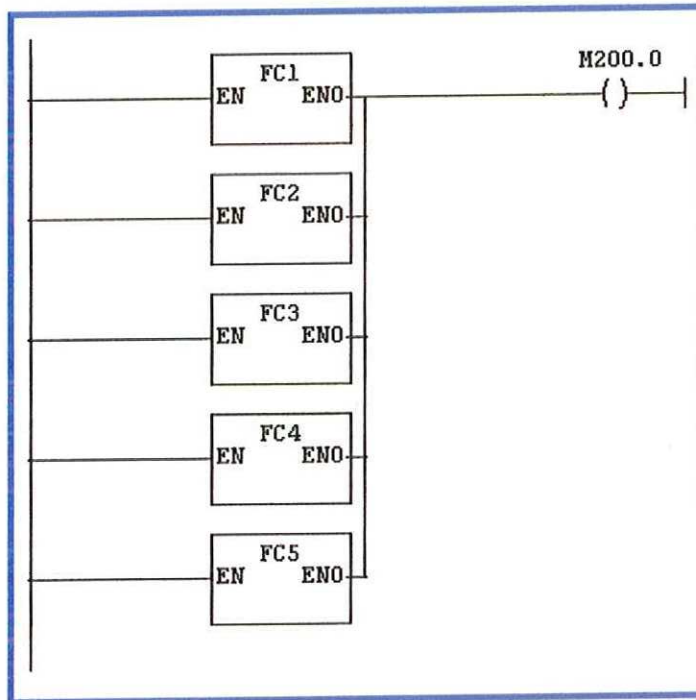 M200.0
FC1
EN ENO
FC2
EN ENO
FC3
EN ENO
FC4
EN ENO
FC5
EN ENO